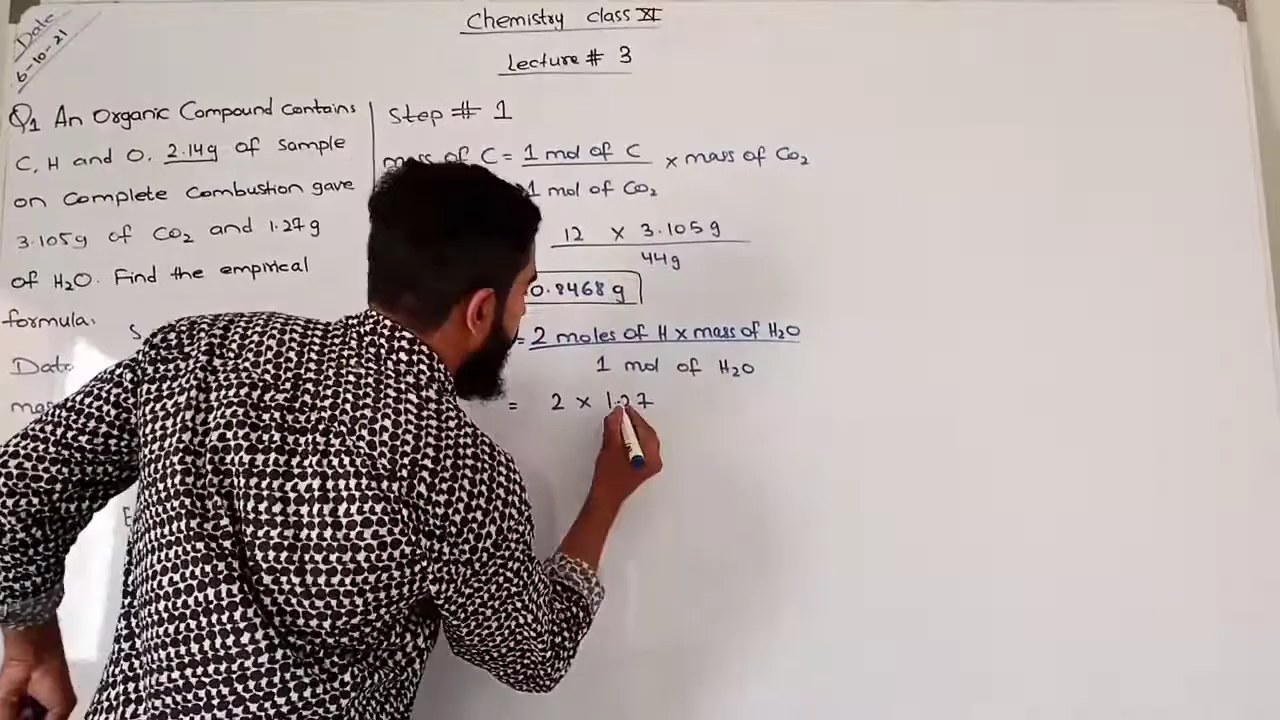 Date
6-10-21
Chemistry class XI
Lecture # 3
Q1 An Organic Compound contains
C, H and O. 2.14g of sample
on Complete Combustion gave
3.105g of CO2 and 1.27g
of H2O. Find the empirical
formula.
S
Data
mas
E
Step # 1
mass of C = 1 mol of C x mass of CO2
1 mol of CO2
12 x 3.105g
44g
0.8468 g
= 2 moles of H x mass of H2O
1 mol of H2O
= 2 x 1.27